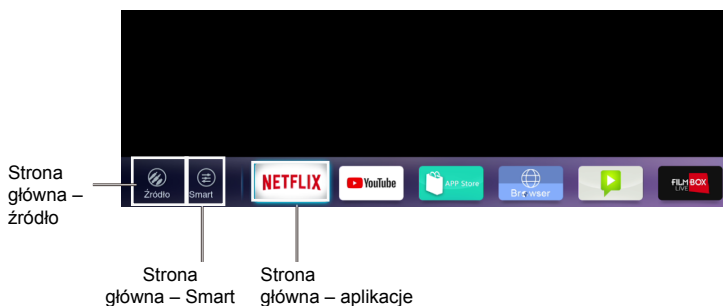 Źródło
Smart
NETFLIX
YouTube
APP Store
Browser
FILMBOX
LIVE
Strona
główna –
źródło
Strona
główna – Smart
Strona
główna – aplikacje